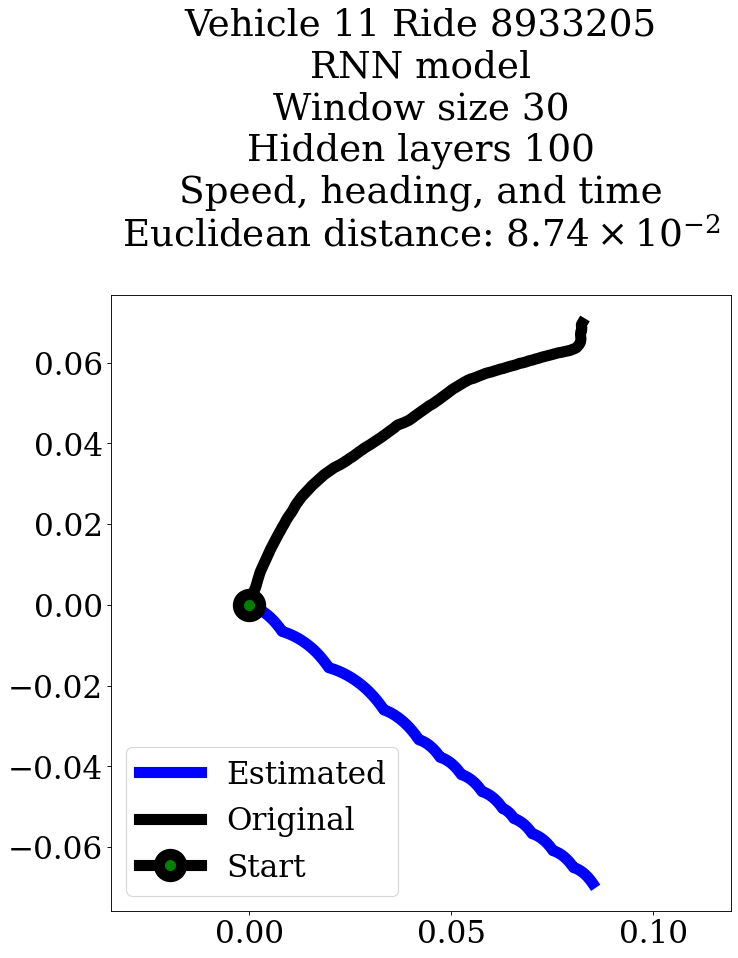 Vehicle 11 Ride 8933205
RNN model
Window size 30
Hidden layers 100
Speed, heading, and time
Euclidean distance: 8.74 × 10⁻²
0.06
0.04
0.02
0.00
−0.02
−0.04
−0.06
Estimated
Original
Start
0.00 0.05 0.10